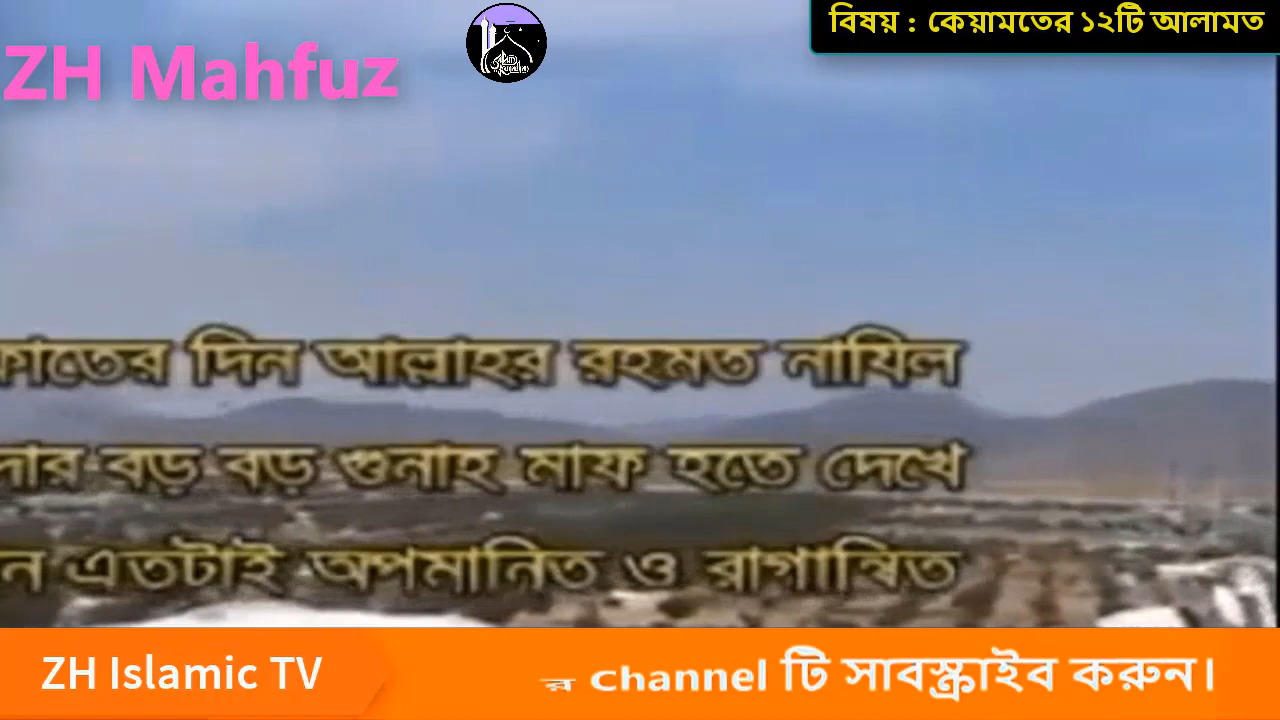 বিষয় : কেয়ামতের ১২টি আলামত
ZH Mahfuz
দিন আল্লাহর রহমত নাযিল
বড় বড় গুনাহ মাফ হতে দেখে
এতটাই অপমানিত ও রাগান্বিত
ZH Islamic TV
Channel টি সাবস্ক্রাইব করুন।